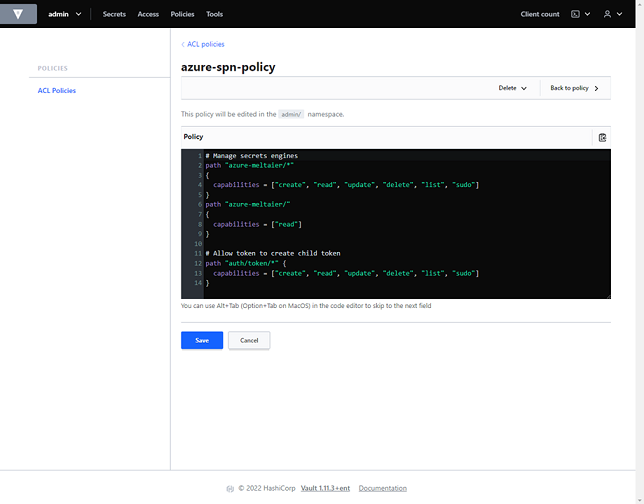 admin Secrets Access Policies Tools Client count
POLICIES
ACL Policies
< ACL policies
azure-spn-policy
Delete Back to policy
This policy will be edited in the admin/ namespace.
Policy
1 # Manage secrets engines
2 path "azure-meltaier/*"
3 {
4 capabilities = ["create", "read", "update", "delete", "list", "sudo"]
5 }
6 path "azure-meltaier/"
7 {
8 capabilities = ["read"]
9 }
10
11 # Allow token to create child token
12 path "auth/token/*" {
13 capabilities = ["create", "read", "update", "delete", "list", "sudo"]
14 }
You can use Alt+Tab (Option+Tab on MacOS) in the code editor to skip to the next field
Save Cancel
© 2022 HashiCorp Vault 1.11.3+ent Documentation